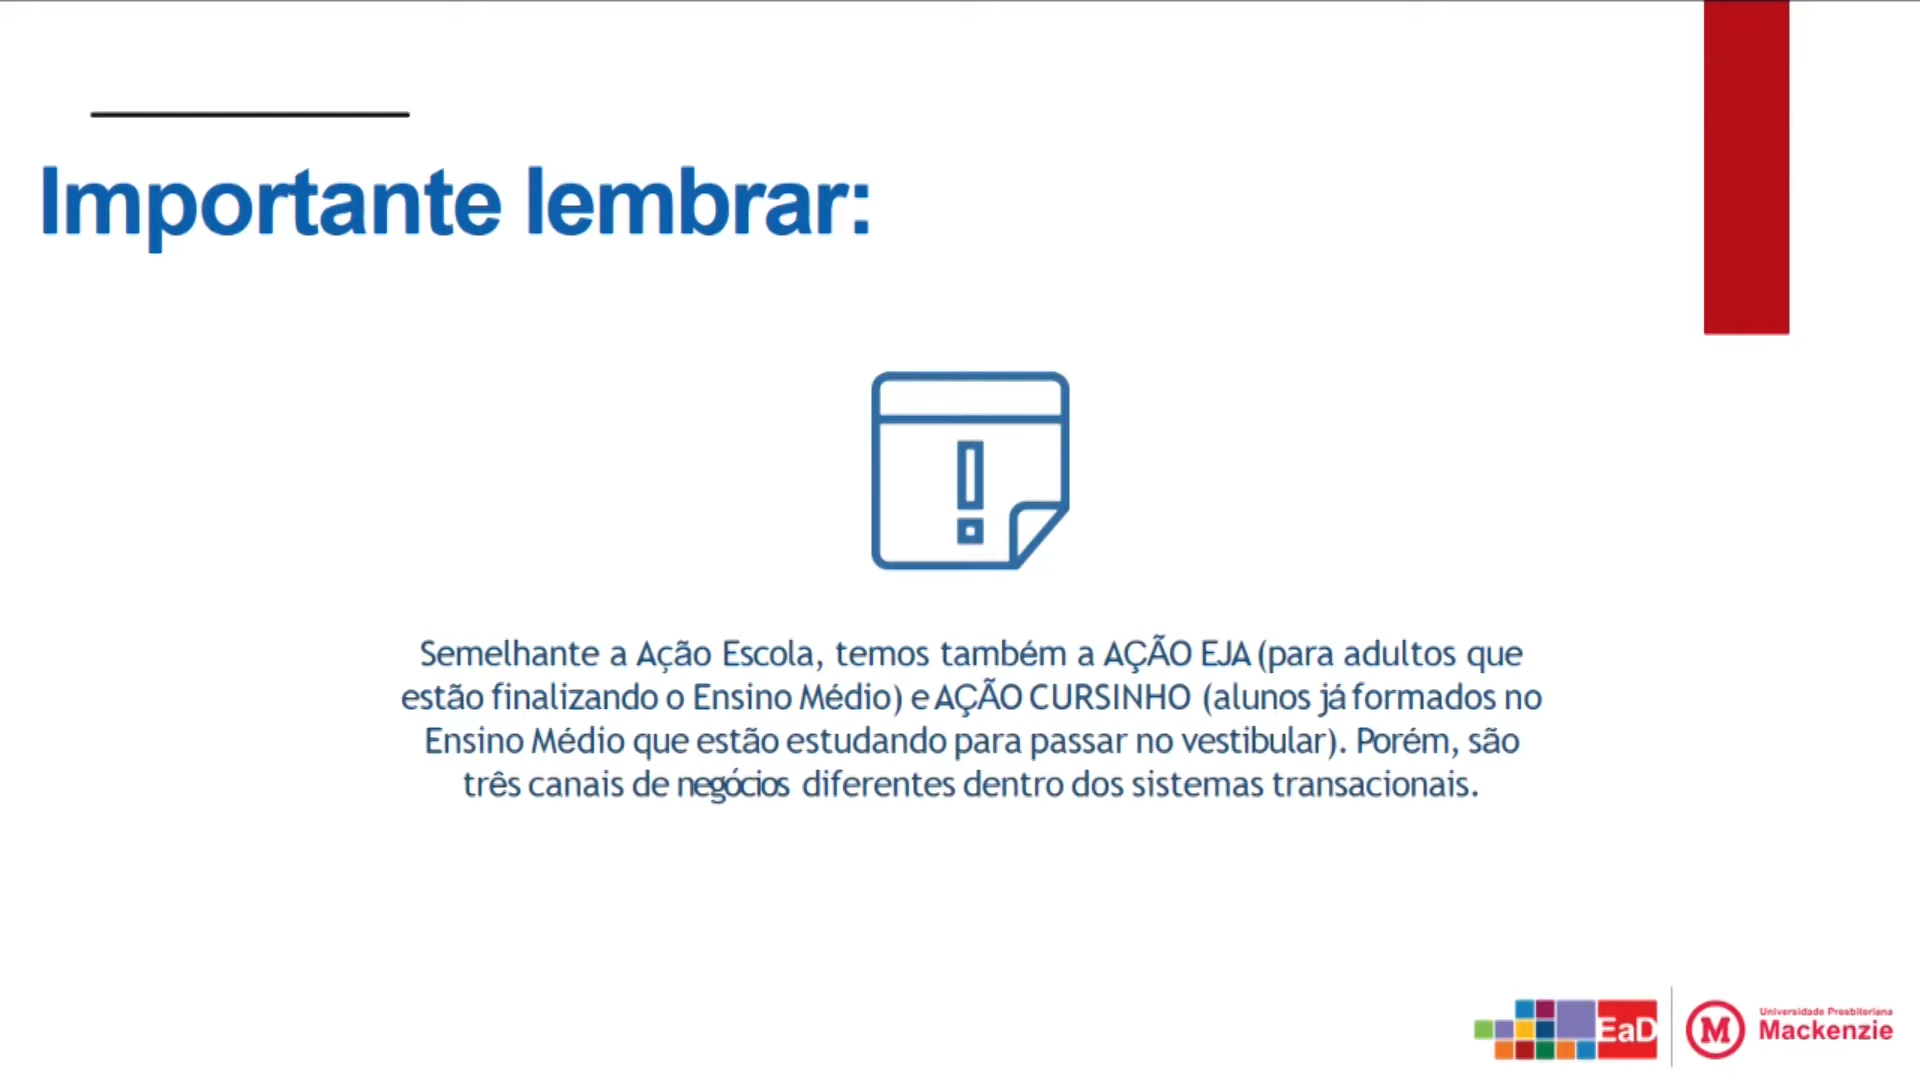 Importante lembrar:
Semelhante a Ação Escola, temos também a AÇÃO EJA (para adultos que
estão finalizando o Ensino Médio) e AÇÃO CURSINHO (alunos já formados no
Ensino Médio que estão estudando para passar no vestibular). Porém, são
três canais de negócios diferentes dentro dos sistemas transacionais.
EaD
M
Universidade Presbiteriana
Mackenzie